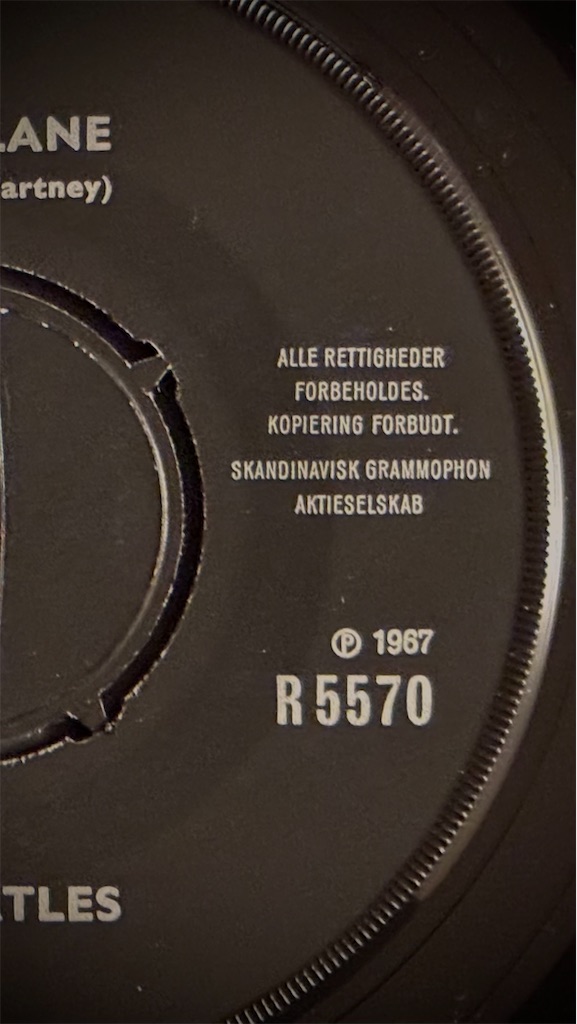 LANE
artney)
ALLE RETTIGHEDER
FORBEHOLDES.
KOPIERING FORBUDT.
SKANDINAVISK GRAMMOPHON
AKTIESELSKAB
℗ 1967
R 5570
TLES